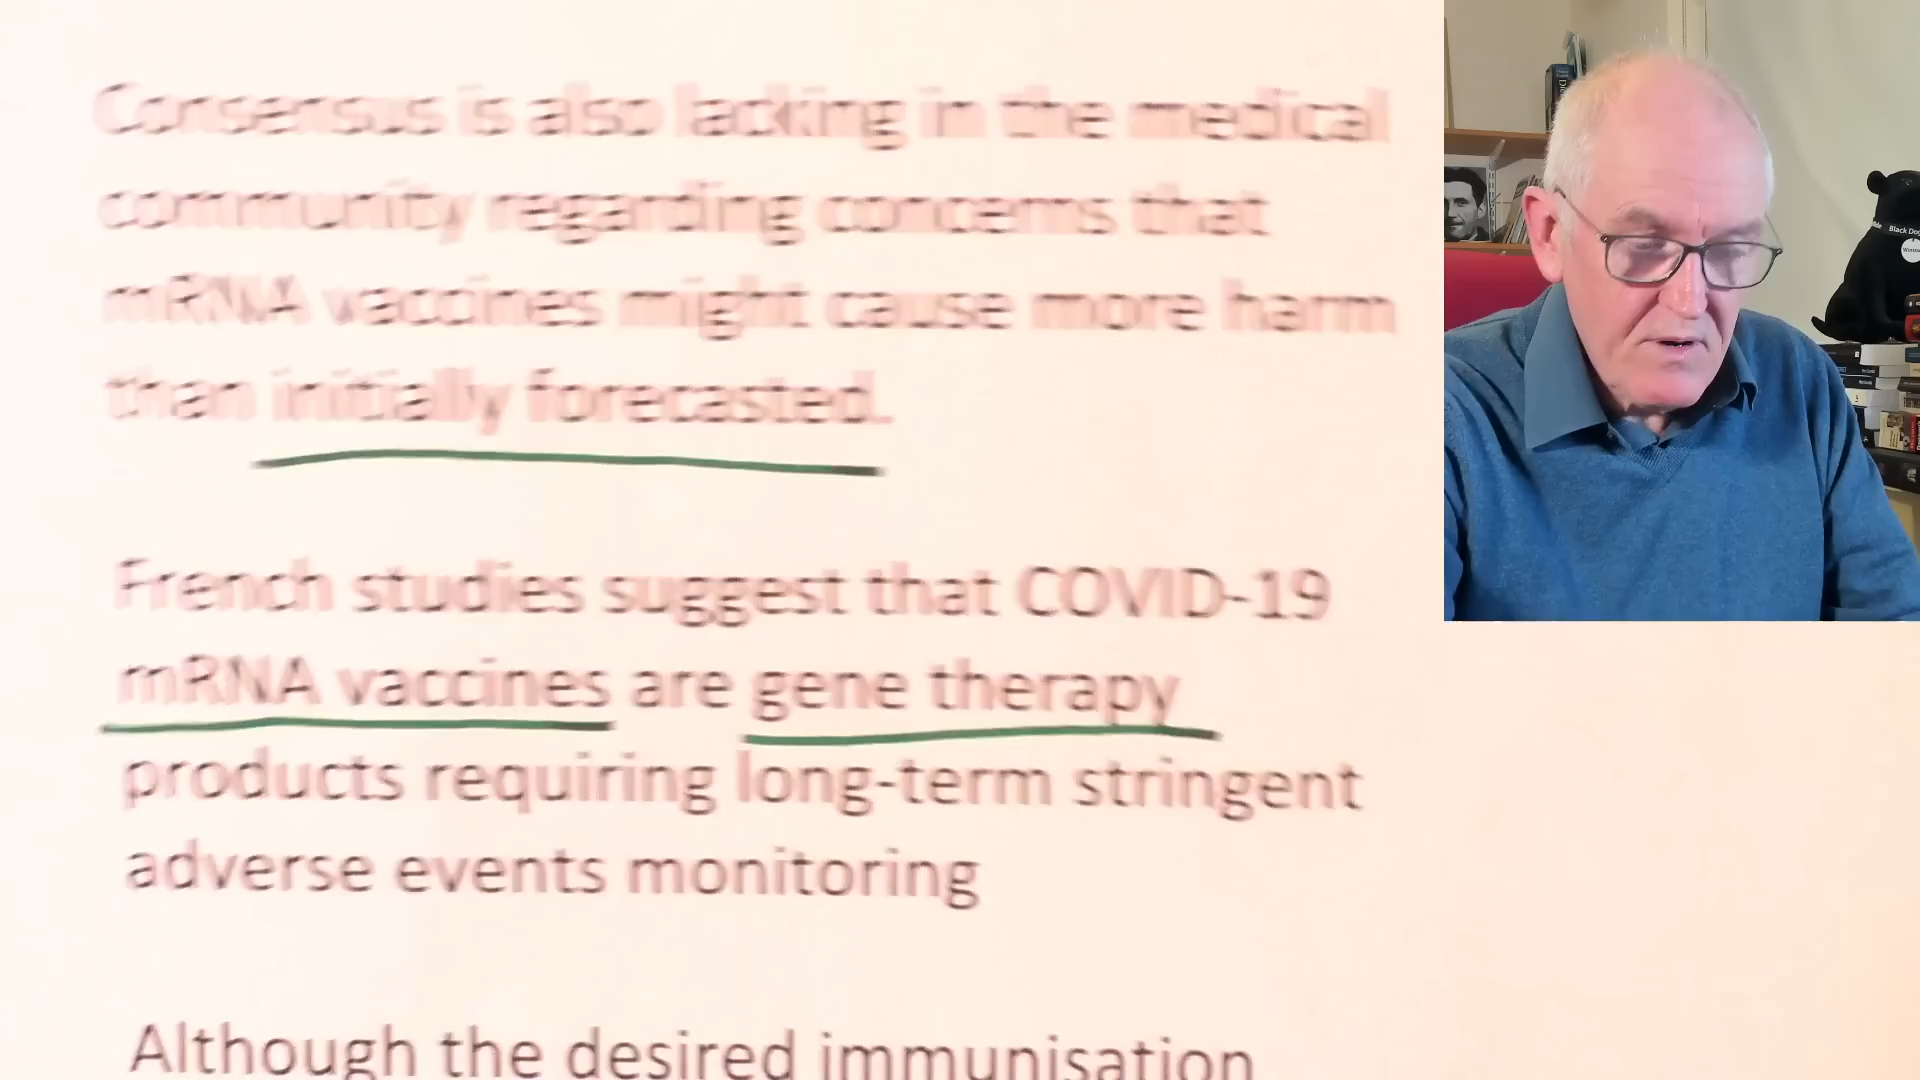 Consensus is also lacking in the medical
community regarding concerns that
mRNA vaccines might cause more harm
than initially forecasted.
French studies suggest that COVID-19
mRNA vaccines are gene therapy
products requiring long-term stringent
adverse events monitoring
Although the desired immunisation
Black Dog